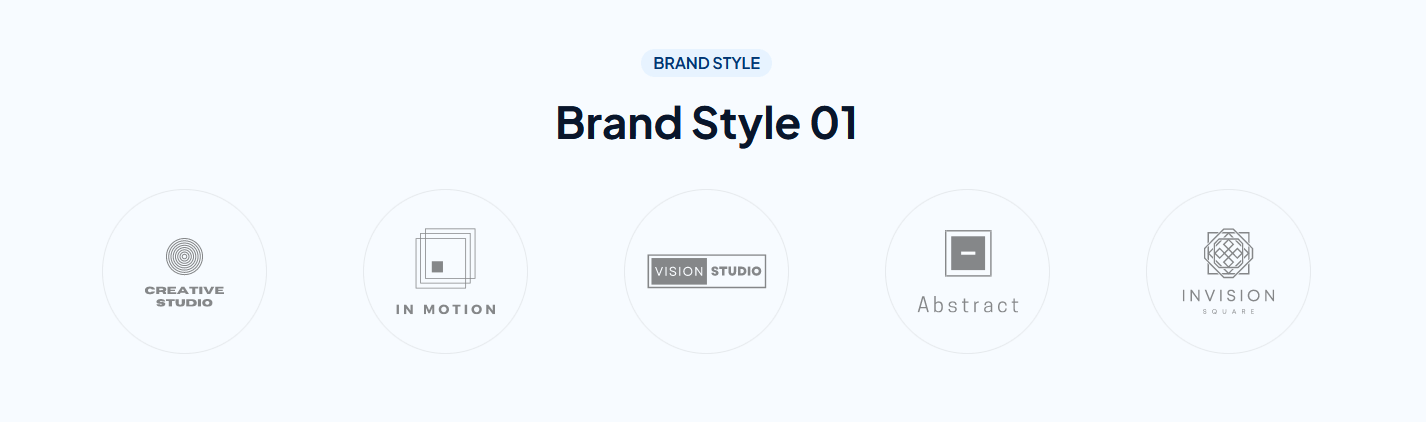 BRAND STYLE
Brand Style 01
CREATIVE
STUDIO
IN MOTION
VISION STUDIO
Abstract
INVISION
SQUARE